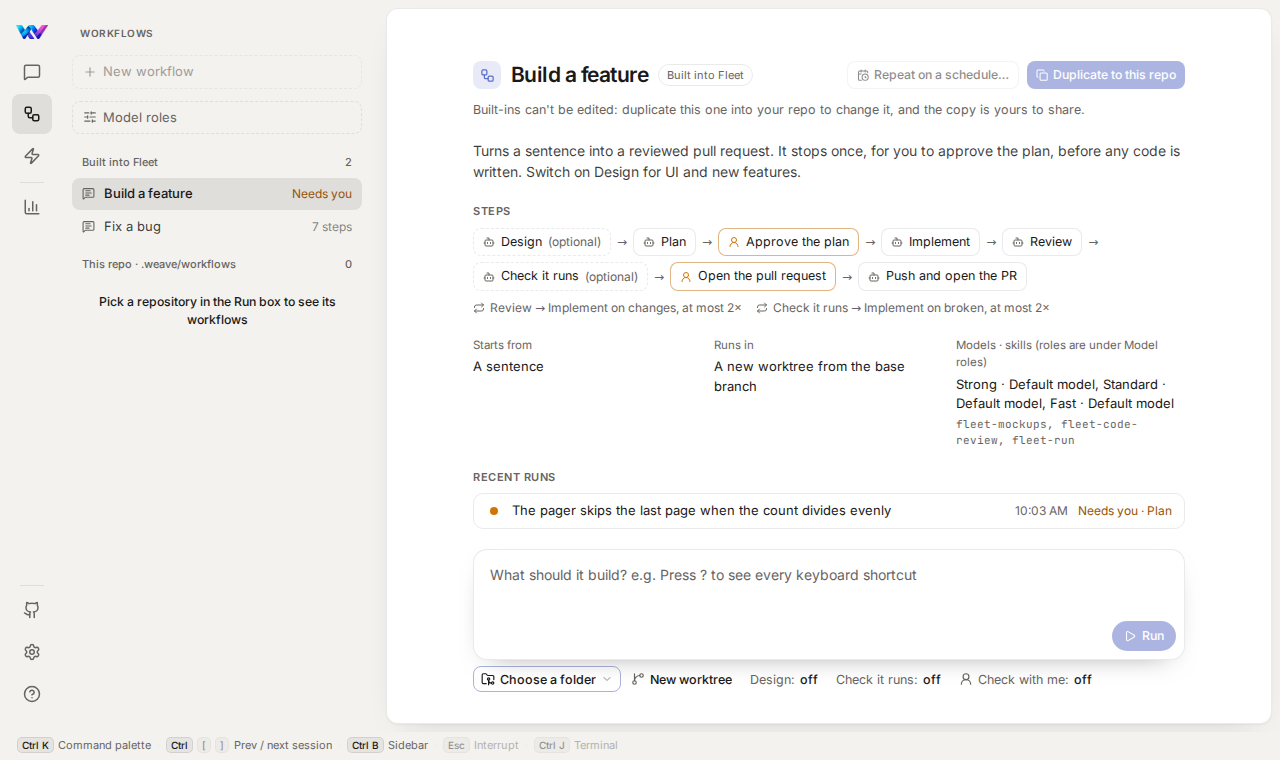 WORKFLOWS
New workflow
Model roles
Built into Fleet 2
Build a feature Needs you
Fix a bug 7 steps
This repo · .weave/workflows 0
Pick a repository in the Run box to see its
workflows
Build a feature Built into Fleet Repeat on a schedule... Duplicate to this repo
Built-ins can't be edited: duplicate this one into your repo to change it, and the copy is yours to share.
Turns a sentence into a reviewed pull request. It stops once, for you to approve the plan, before any code is
written. Switch on Design for UI and new features.
STEPS
Design (optional) → Plan → Approve the plan → Implement → Review →
Check it runs (optional) → Open the pull request → Push and open the PR
Review → Implement on changes, at most 2× Check it runs → Implement on broken, at most 2×
Starts from
A sentence
Runs in
A new worktree from the base
branch
Models · skills (roles are under Model
roles)
Strong · Default model, Standard ·
Default model, Fast · Default model
fleet-mockups, fleet-code-
review, fleet-run
RECENT RUNS
The pager skips the last page when the count divides evenly 10:03 AM Needs you · Plan
What should it build? e.g. Press ? to see every keyboard shortcut
Run
Choose a folder New worktree Design: off Check it runs: off Check with me: off
Ctrl K Command palette Ctrl [ ] Prev / next session Ctrl B Sidebar Esc Interrupt Ctrl J Terminal